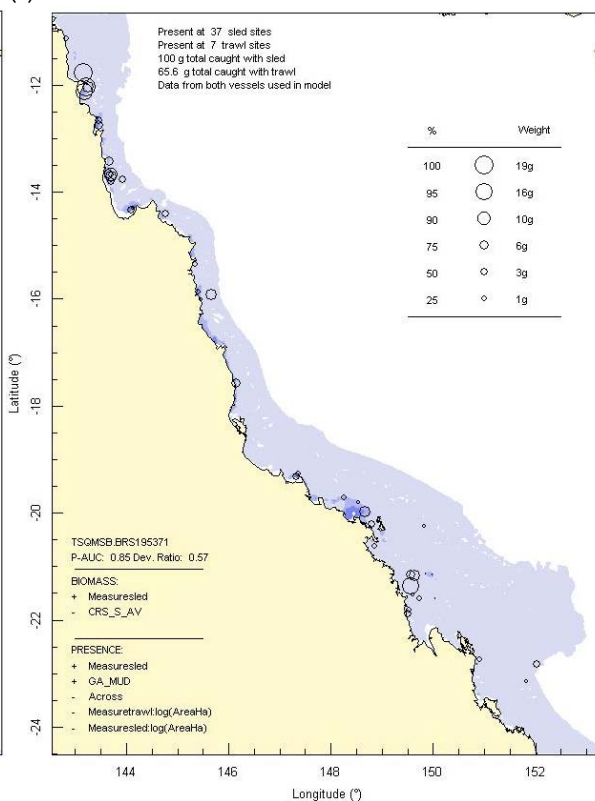 Present at 37 sled sites
Present at 7 trawl sites
100 g total caught with sled
65.6 g total caught with trawl
Data from both vessels used in model
% Weight
100 19g
95 16g
90 10g
75 6g
50 3g
25 1g
-12
-14
-16
-18
-20
-22
-24
Latitude (°)
TSQMSB.BRS195371
P-AUC: 0.85 Dev. Ratio: 0.57
BIOMASS:
+ Measuresled
- CRS_S_AV
PRESENCE:
+ Measuresled
+ GA_MUD
- Across
- Measuretrawl:log(AreaHa)
- Measuresled:log(AreaHa)
144 146 148 150 152
Longitude (°)